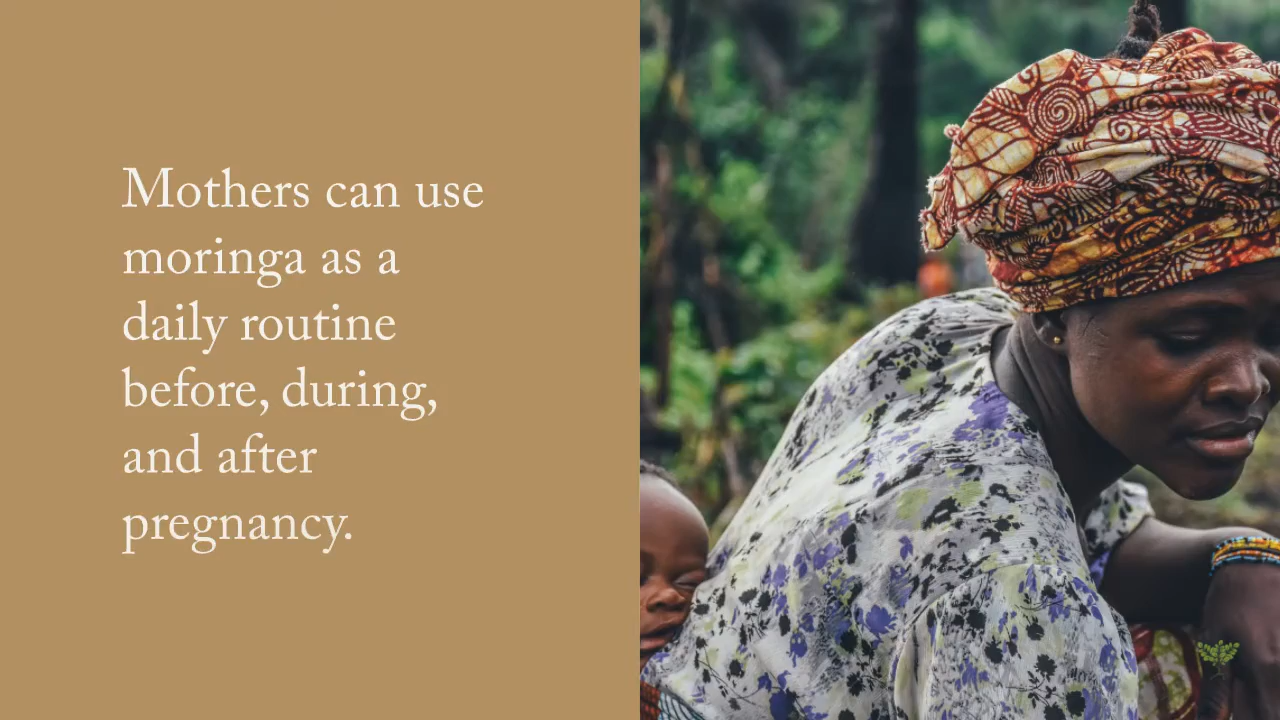 Mothers can use
moringa as a
daily routine
before, during,
and after
pregnancy.